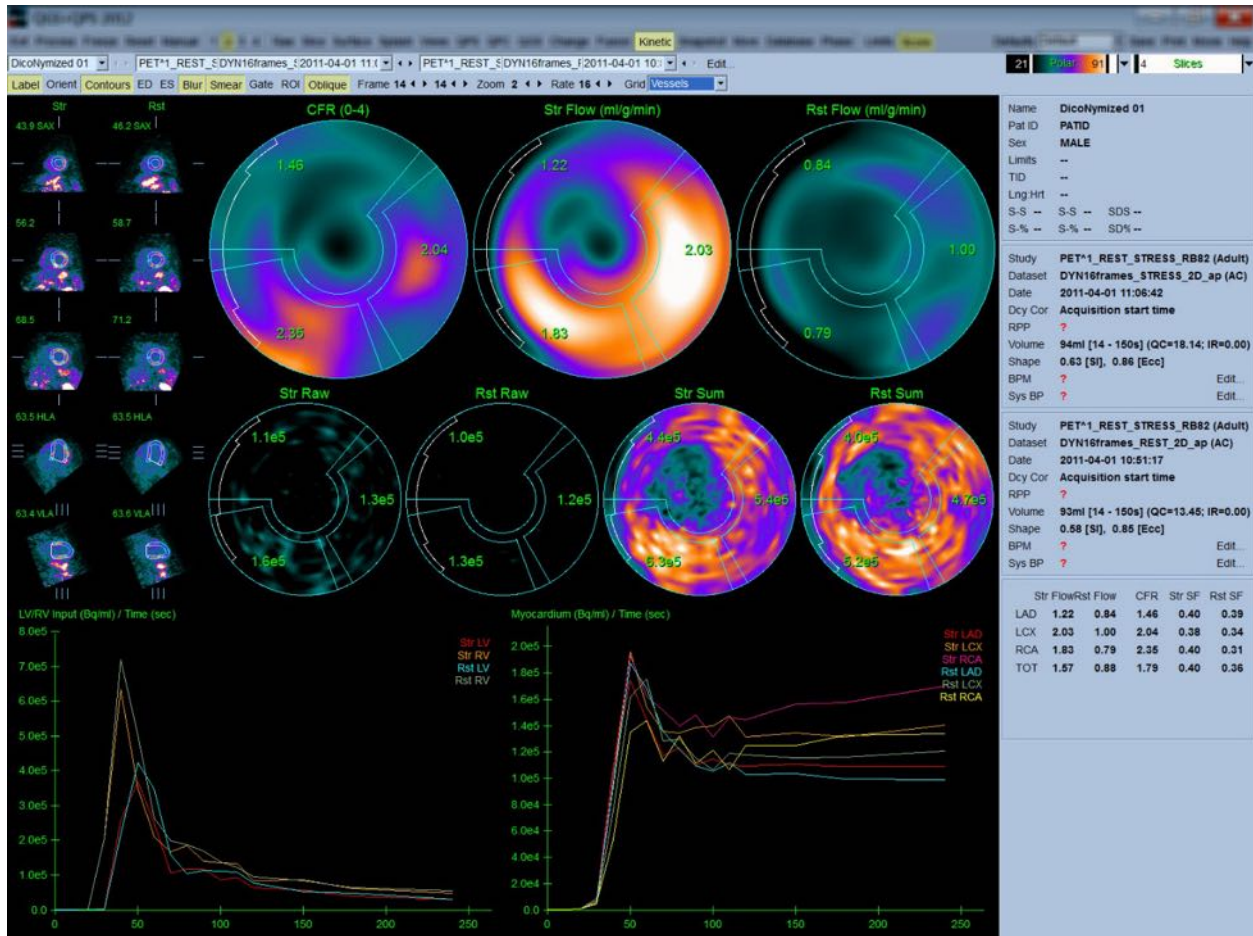 QGS+QPS 2012
Kinetic
DicoNymized 01 PET^1_REST_S DYN16frames_S 2011-04-01 11:( PET^1_REST_S DYN16frames_F 2011-04-01 10: Edit...
21 Polar 91 4 Slices
Label Orient Contours ED ES Blur Smear Gate ROI Oblique Frame 14 14 Zoom 2 Rate 16 Grid Vessels
Str Rst
43.9 SAX 46.2 SAX
56.2 58.7
68.5 71.2
63.5 HLA 63.5 HLA
63.4 VLA 63.6 VLA
CFR (0-4)
1.46
2.04
2.35
Str Flow (ml/g/min)
1.22
2.03
1.83
Rst Flow (ml/g/min)
0.84
1.00
0.79
Str Raw
1.1e5
1.3e5
1.6e5
Rst Raw
1.0e5
1.2e5
1.3e5
Str Sum
4.4e5
5.4e5
5.3e5
Rst Sum
4.0e5
4.7e5
5.2e5
LV/RV Input (Bq/ml) / Time (sec)
8.0e5
7.0e5
6.0e5
5.0e5
4.0e5
3.0e5
2.0e5
1.0e5
0.0
0 50 100 150 200 250
Str LV
Str RV
Rst LV
Rst RV
Myocardium (Bq/ml) / Time (sec)
2.0e5
1.8e5
1.6e5
1.4e5
1.2e5
1.0e5
8.0e4
6.0e4
4.0e4
2.0e4
0.0
0 50 100 150 200 250
Str LAD
Str LCX
Str RCA
Rst LAD
Rst LCX
Rst RCA
Name DicoNymized 01
Pat ID PATID
Sex MALE
Limits --
TID --
Lng:Hrt --
S-S -- S-S -- SDS --
S-% -- S-% -- SD% --
Study PET^1_REST_STRESS_RB82 (Adult)
Dataset DYN16frames_STRESS_2D_ap (AC)
Date 2011-04-01 11:06:42
Dcy Cor Acquisition start time
RPP ?
Volume 94ml [14 - 150s] (QC=18.14; IR=0.00)
Shape 0.63 [SI], 0.86 [Ecc]
BPM ? Edit...
Sys BP ? Edit...
Study PET^1_REST_STRESS_RB82 (Adult)
Dataset DYN16frames_REST_2D_ap (AC)
Date 2011-04-01 10:51:17
Dcy Cor Acquisition start time
RPP ?
Volume 93ml [14 - 150s] (QC=13.45; IR=0.00)
Shape 0.58 [SI], 0.85 [Ecc]
BPM ? Edit...
Sys BP ? Edit...
Str Flow Rst Flow CFR Str SF Rst SF
LAD 1.22 0.84 1.46 0.40 0.39
LCX 2.03 1.00 2.04 0.38 0.34
RCA 1.83 0.79 2.35 0.40 0.31
TOT 1.57 0.88 1.79 0.40 0.36